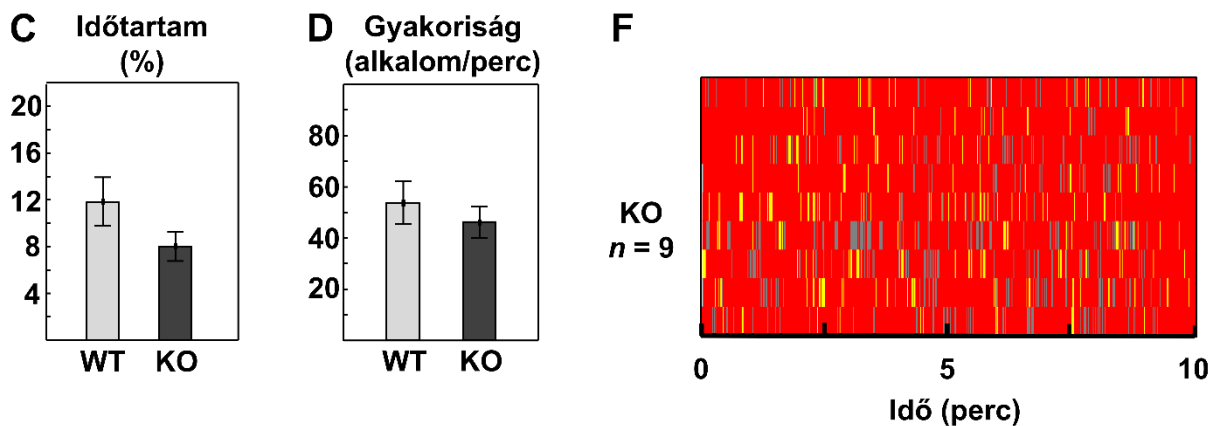 C Időtartam
(%)
20
16
12
8
4
WT KO
D Gyakoriság
(alkalom/perc)
80
60
40
20
WT KO
F
KO
n = 9
0 5 10
Idő (perc)